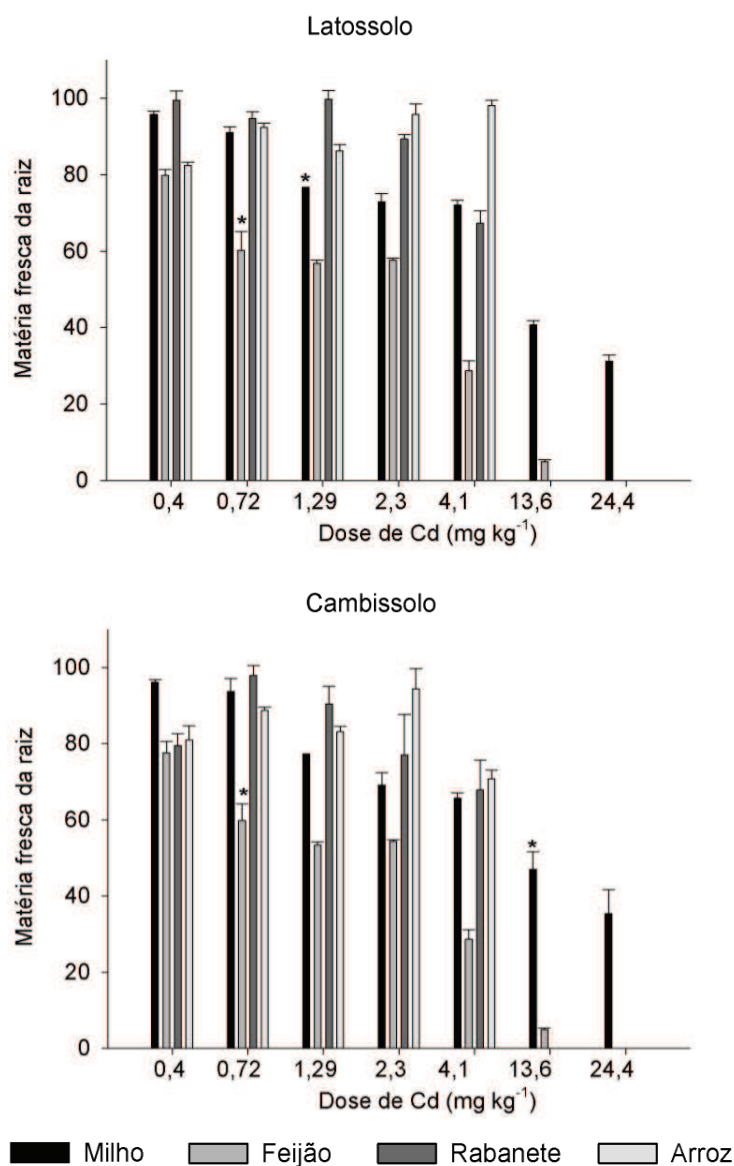 Latossolo
Matéria fresca da raiz
100
80
60
40
20
0
*
*
0,4 0,72 1,29 2,3 4,1 13,6 24,4
Dose de Cd (mg kg⁻¹)
Cambissolo
Matéria fresca da raiz
100
80
60
40
20
0
*
*
0,4 0,72 1,29 2,3 4,1 13,6 24,4
Dose de Cd (mg kg⁻¹)
Milho Feijão Rabanete Arroz